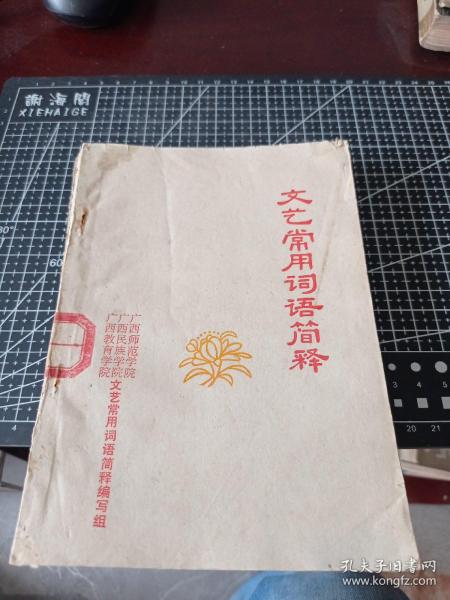 谢海阁
XIEHAIGE
文艺常用词语简释
广西师范学院
广西民族学院
广西教育学院
文艺常用词语简释编写组
孔夫子旧书网
www.kongfz.com